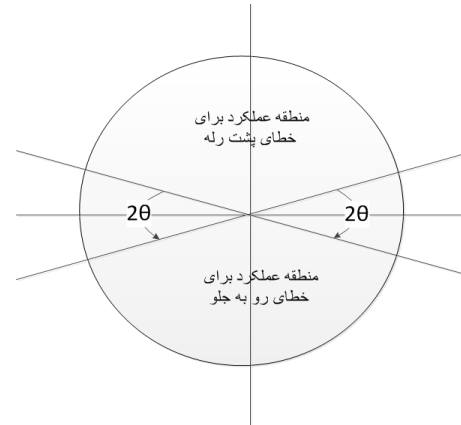 منطقه عملکرد برای
خطای پشت رله
2θ
2θ
منطقه عملکرد برای
خطای رو به جلو